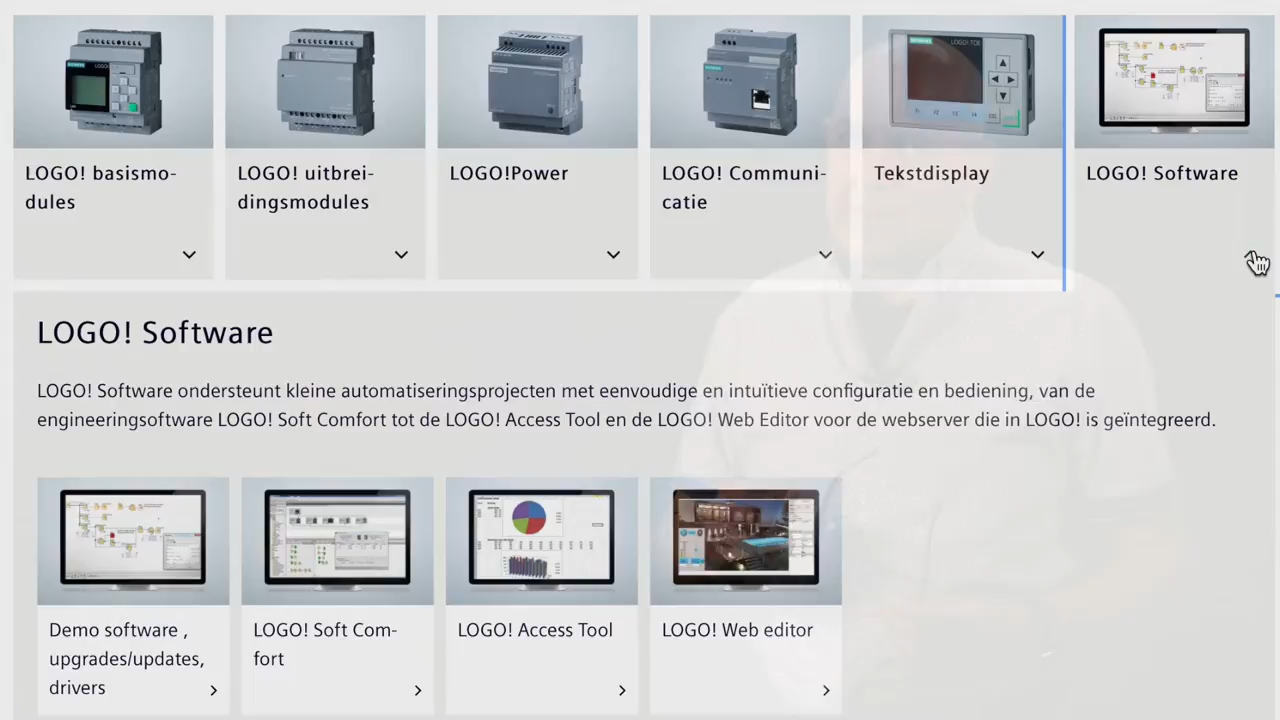 LOGO! basismo-
dules
LOGO! uitbrei-
dingsmodules
LOGO!Power
LOGO! Communi-
catie
Tekstdisplay
LOGO! Software
LOGO! Software
LOGO! Software ondersteunt kleine automatiseringsprojecten met eenvoudige en intuïtieve configuratie en bediening, van de
engineeringsoftware LOGO! Soft Comfort tot de LOGO! Access Tool en de LOGO! Web Editor voor de webserver die in LOGO! is geïntegreerd.
Demo software ,
upgrades/updates,
drivers
LOGO! Soft Com-
fort
LOGO! Access Tool
LOGO! Web editor